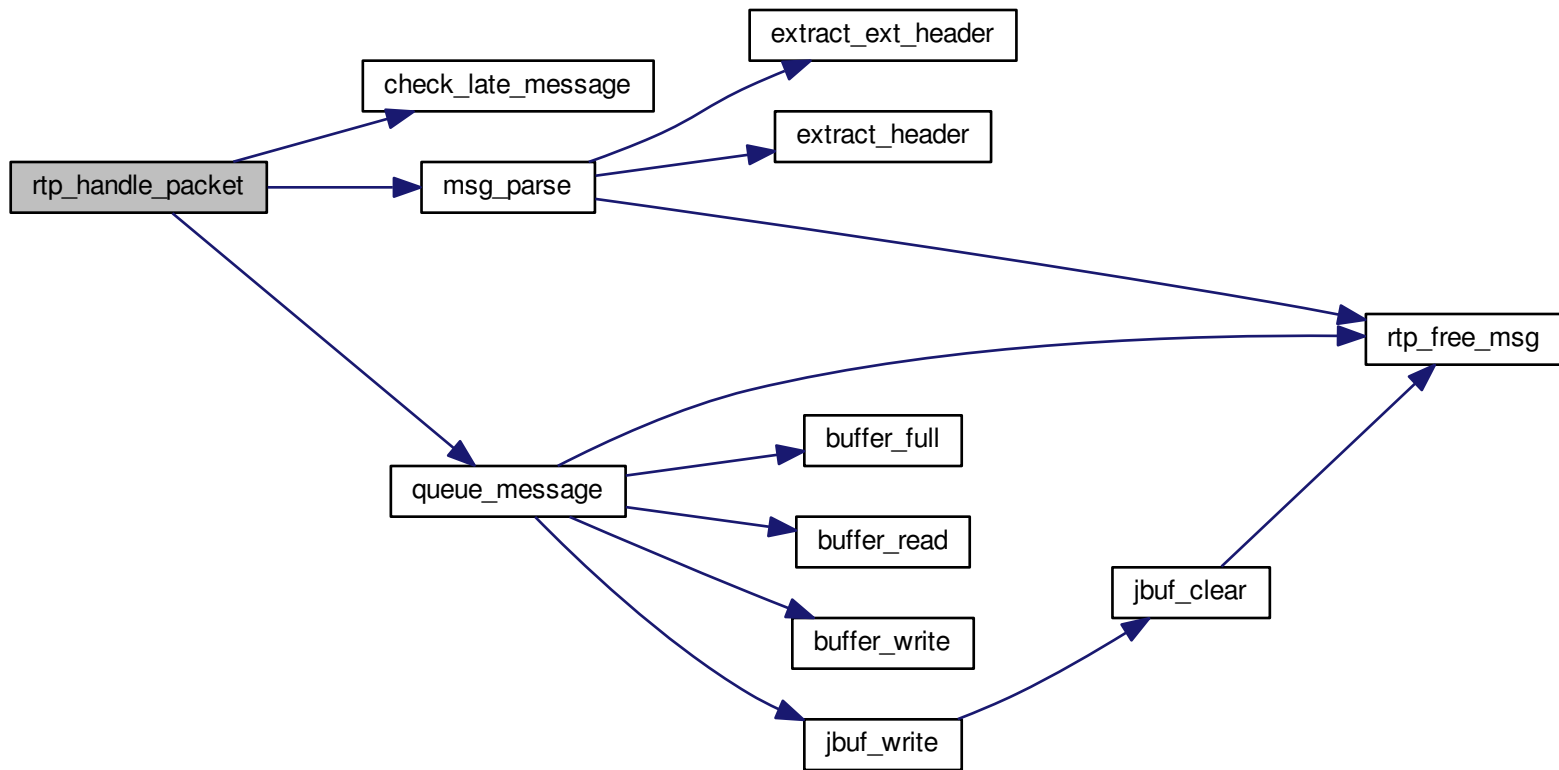 extract_ext_header
check_late_message
extract_header
rtp_handle_packet
msg_parse
rtp_free_msg
buffer_full
queue_message
buffer_read
jbuf_clear
buffer_write
jbuf_write